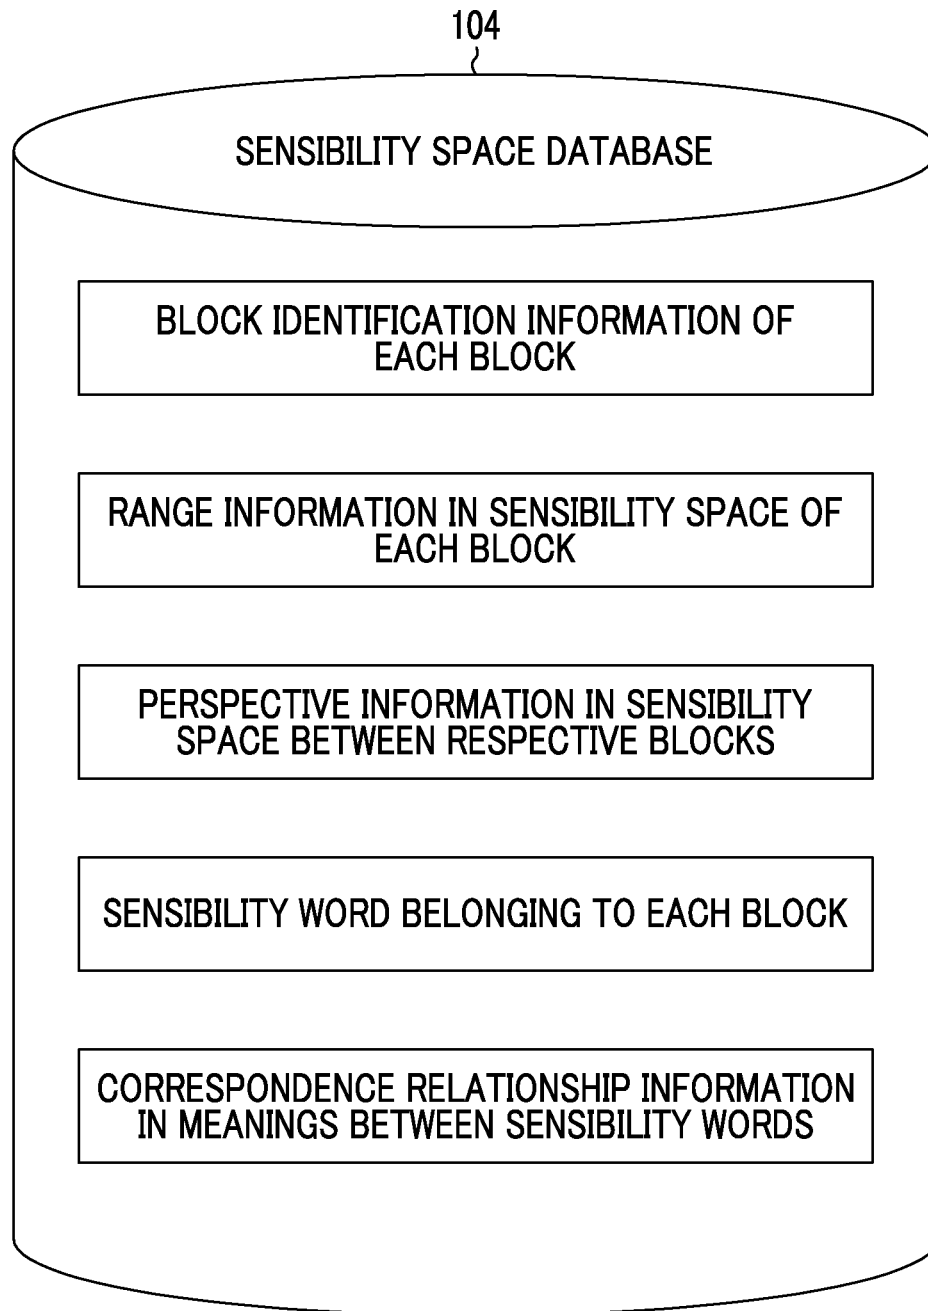 104
SENSIBILITY SPACE DATABASE
BLOCK IDENTIFICATION INFORMATION OF
EACH BLOCK
RANGE INFORMATION IN SENSIBILITY SPACE OF
EACH BLOCK
PERSPECTIVE INFORMATION IN SENSIBILITY
SPACE BETWEEN RESPECTIVE BLOCKS
SENSIBILITY WORD BELONGING TO EACH BLOCK
CORRESPONDENCE RELATIONSHIP INFORMATION
IN MEANINGS BETWEEN SENSIBILITY WORDS